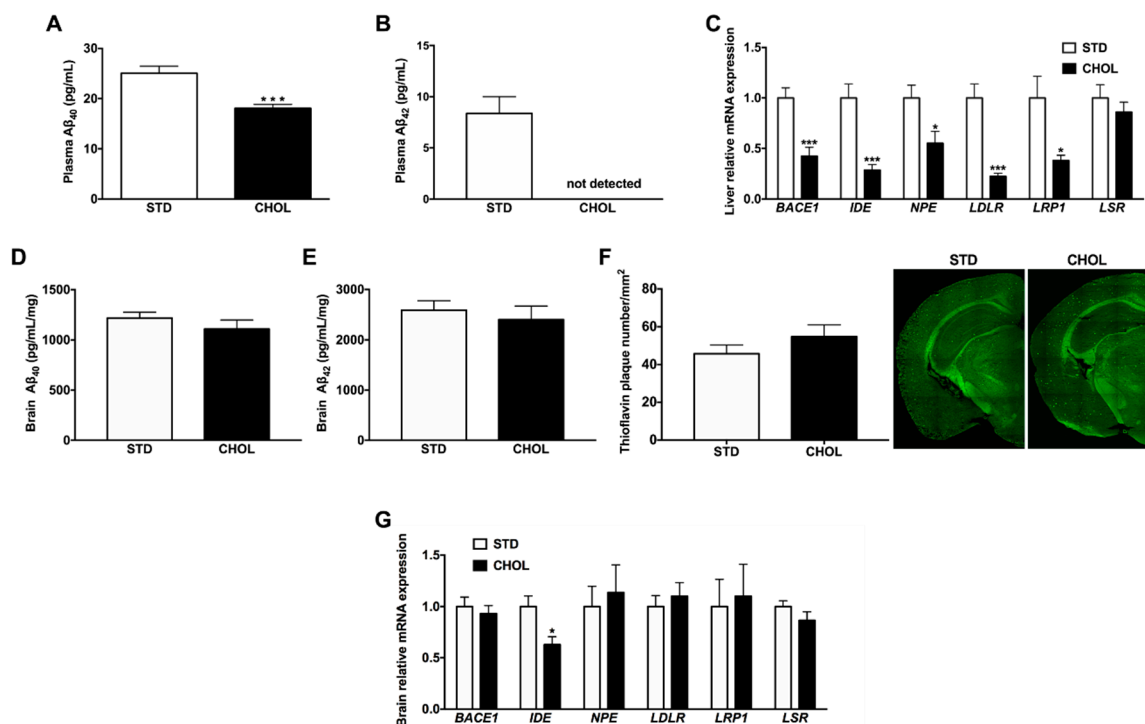 A
Plasma Aβ40 (pg/mL)
30
20
10
0
***
STD
CHOL
B
Plasma Aβ42 (pg/mL)
15
10
5
0
not detected
STD
CHOL
C
Liver relative mRNA expression
1.5
1.0
0.5
0.0
STD
CHOL
***
***
*
***
*
BACE1
IDE
NPE
LDLR
LRP1
LSR
D
Brain Aβ40 (pg/mL/mg)
1500
1000
500
0
STD
CHOL
E
Brain Aβ42 (pg/mL/mg)
3000
2000
1000
0
STD
CHOL
F
Thioflavin plaque number/mm2
80
60
40
20
0
STD
CHOL
STD
CHOL
G
Brain relative mRNA expression
1.5
1.0
0.5
0.0
STD
CHOL
*
BACE1
IDE
NPE
LDLR
LRP1
LSR